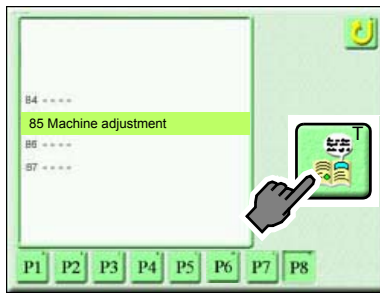 84 ----
85 Machine adjustment
86 ----
87 ----
T
P1 P2 P3 P4 P5 P6 P7 P8